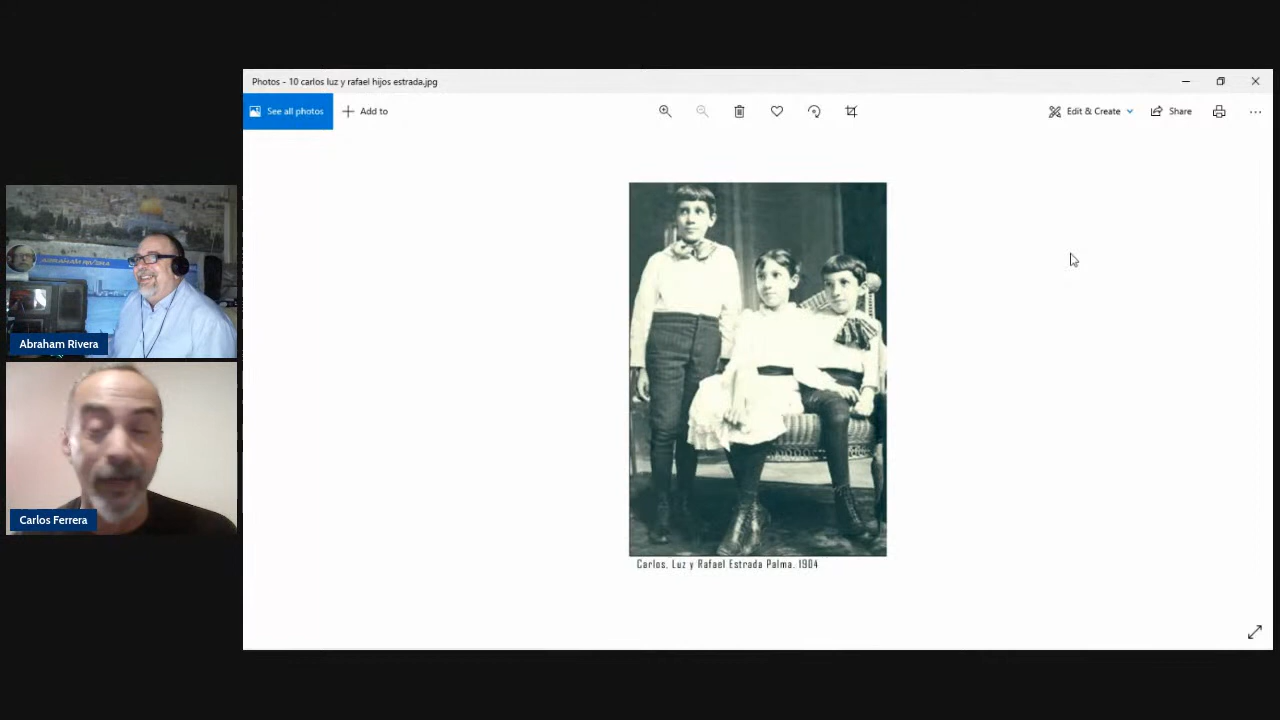 Photos - 10 carlos luz y rafael hijos estrada.jpg
See all photos
Add to
Edit & Create
Share
Abraham Rivera
Carlos Ferrera
Carlos, Luz y Rafael Estrada Palma. 1904